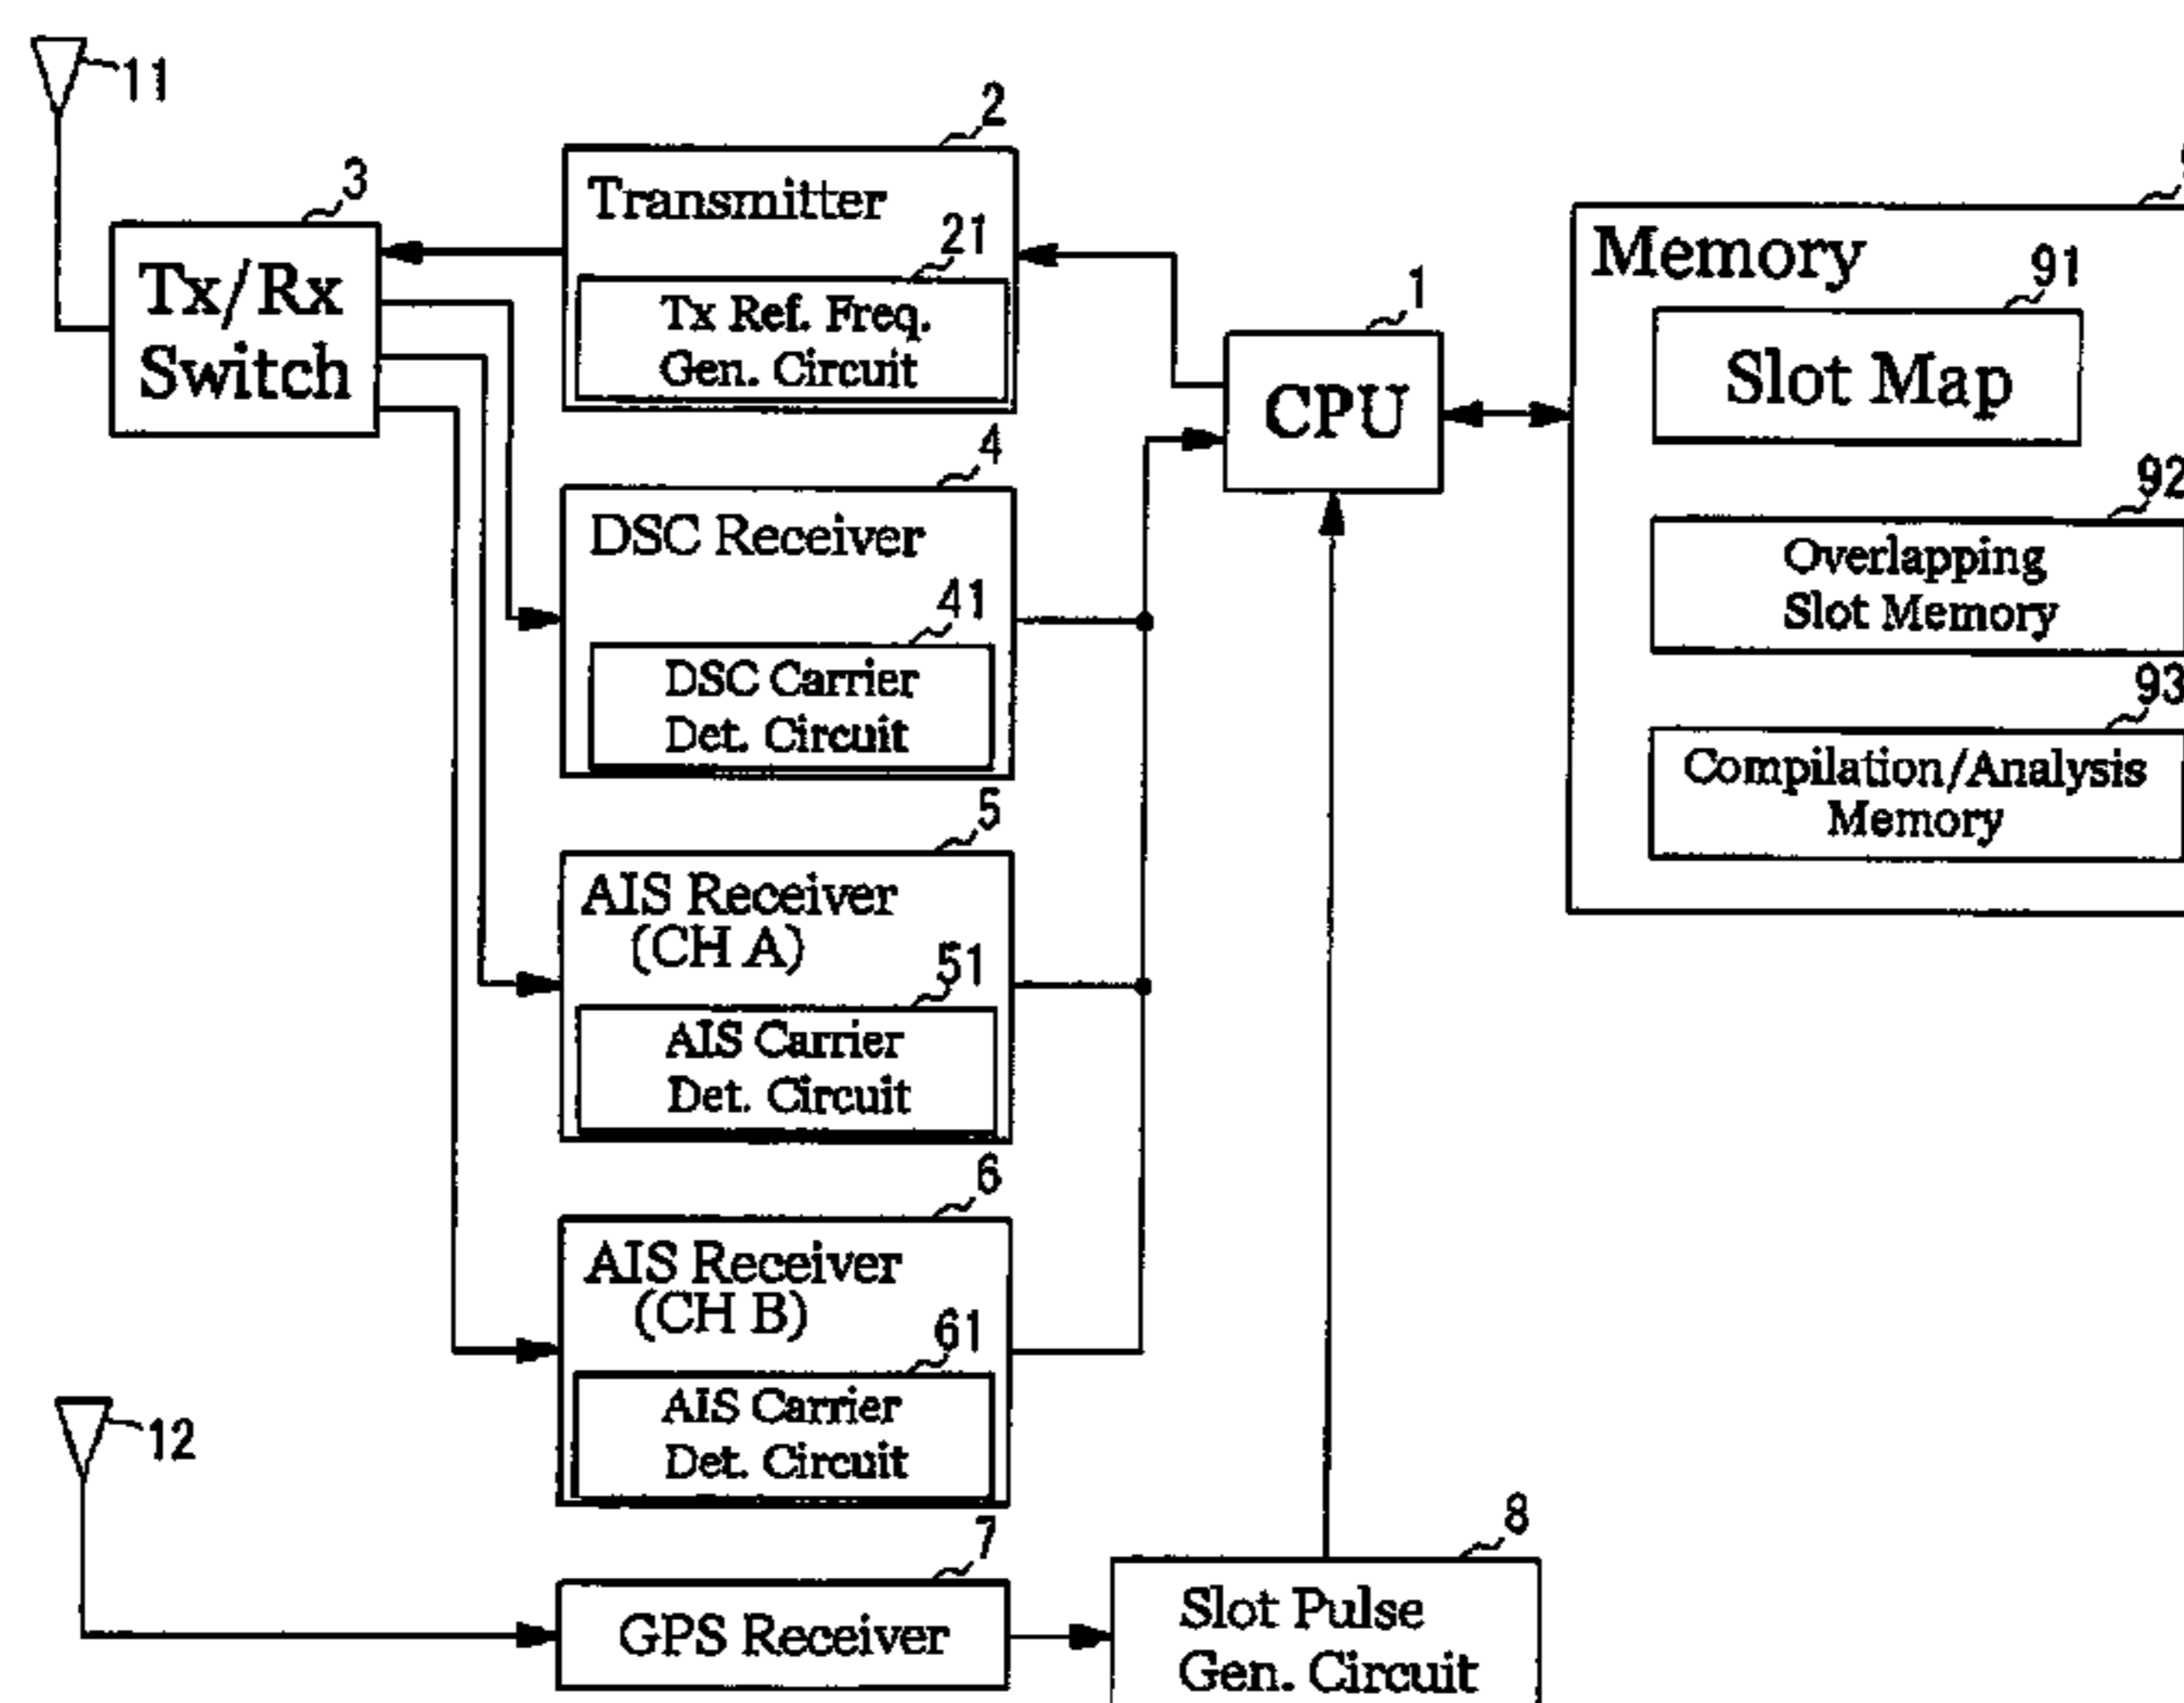 11
2
3
Transmitter
21
Tx/Rx
Switch
Tx Ref. Freq.
Gen. Circuit
1
CPU
Memory
91
Slot Map
92
Overlapping
Slot Memory
93
Compilation/Analysis
Memory
4
DSC Receiver
41
DSC Carrier
Det. Circuit
5
AIS Receiver
(CH A)
51
AIS Carrier
Det. Circuit
6
AIS Receiver
(CH B)
61
AIS Carrier
Det. Circuit
12
7
GPS Receiver
8
Slot Pulse
Gen. Circuit